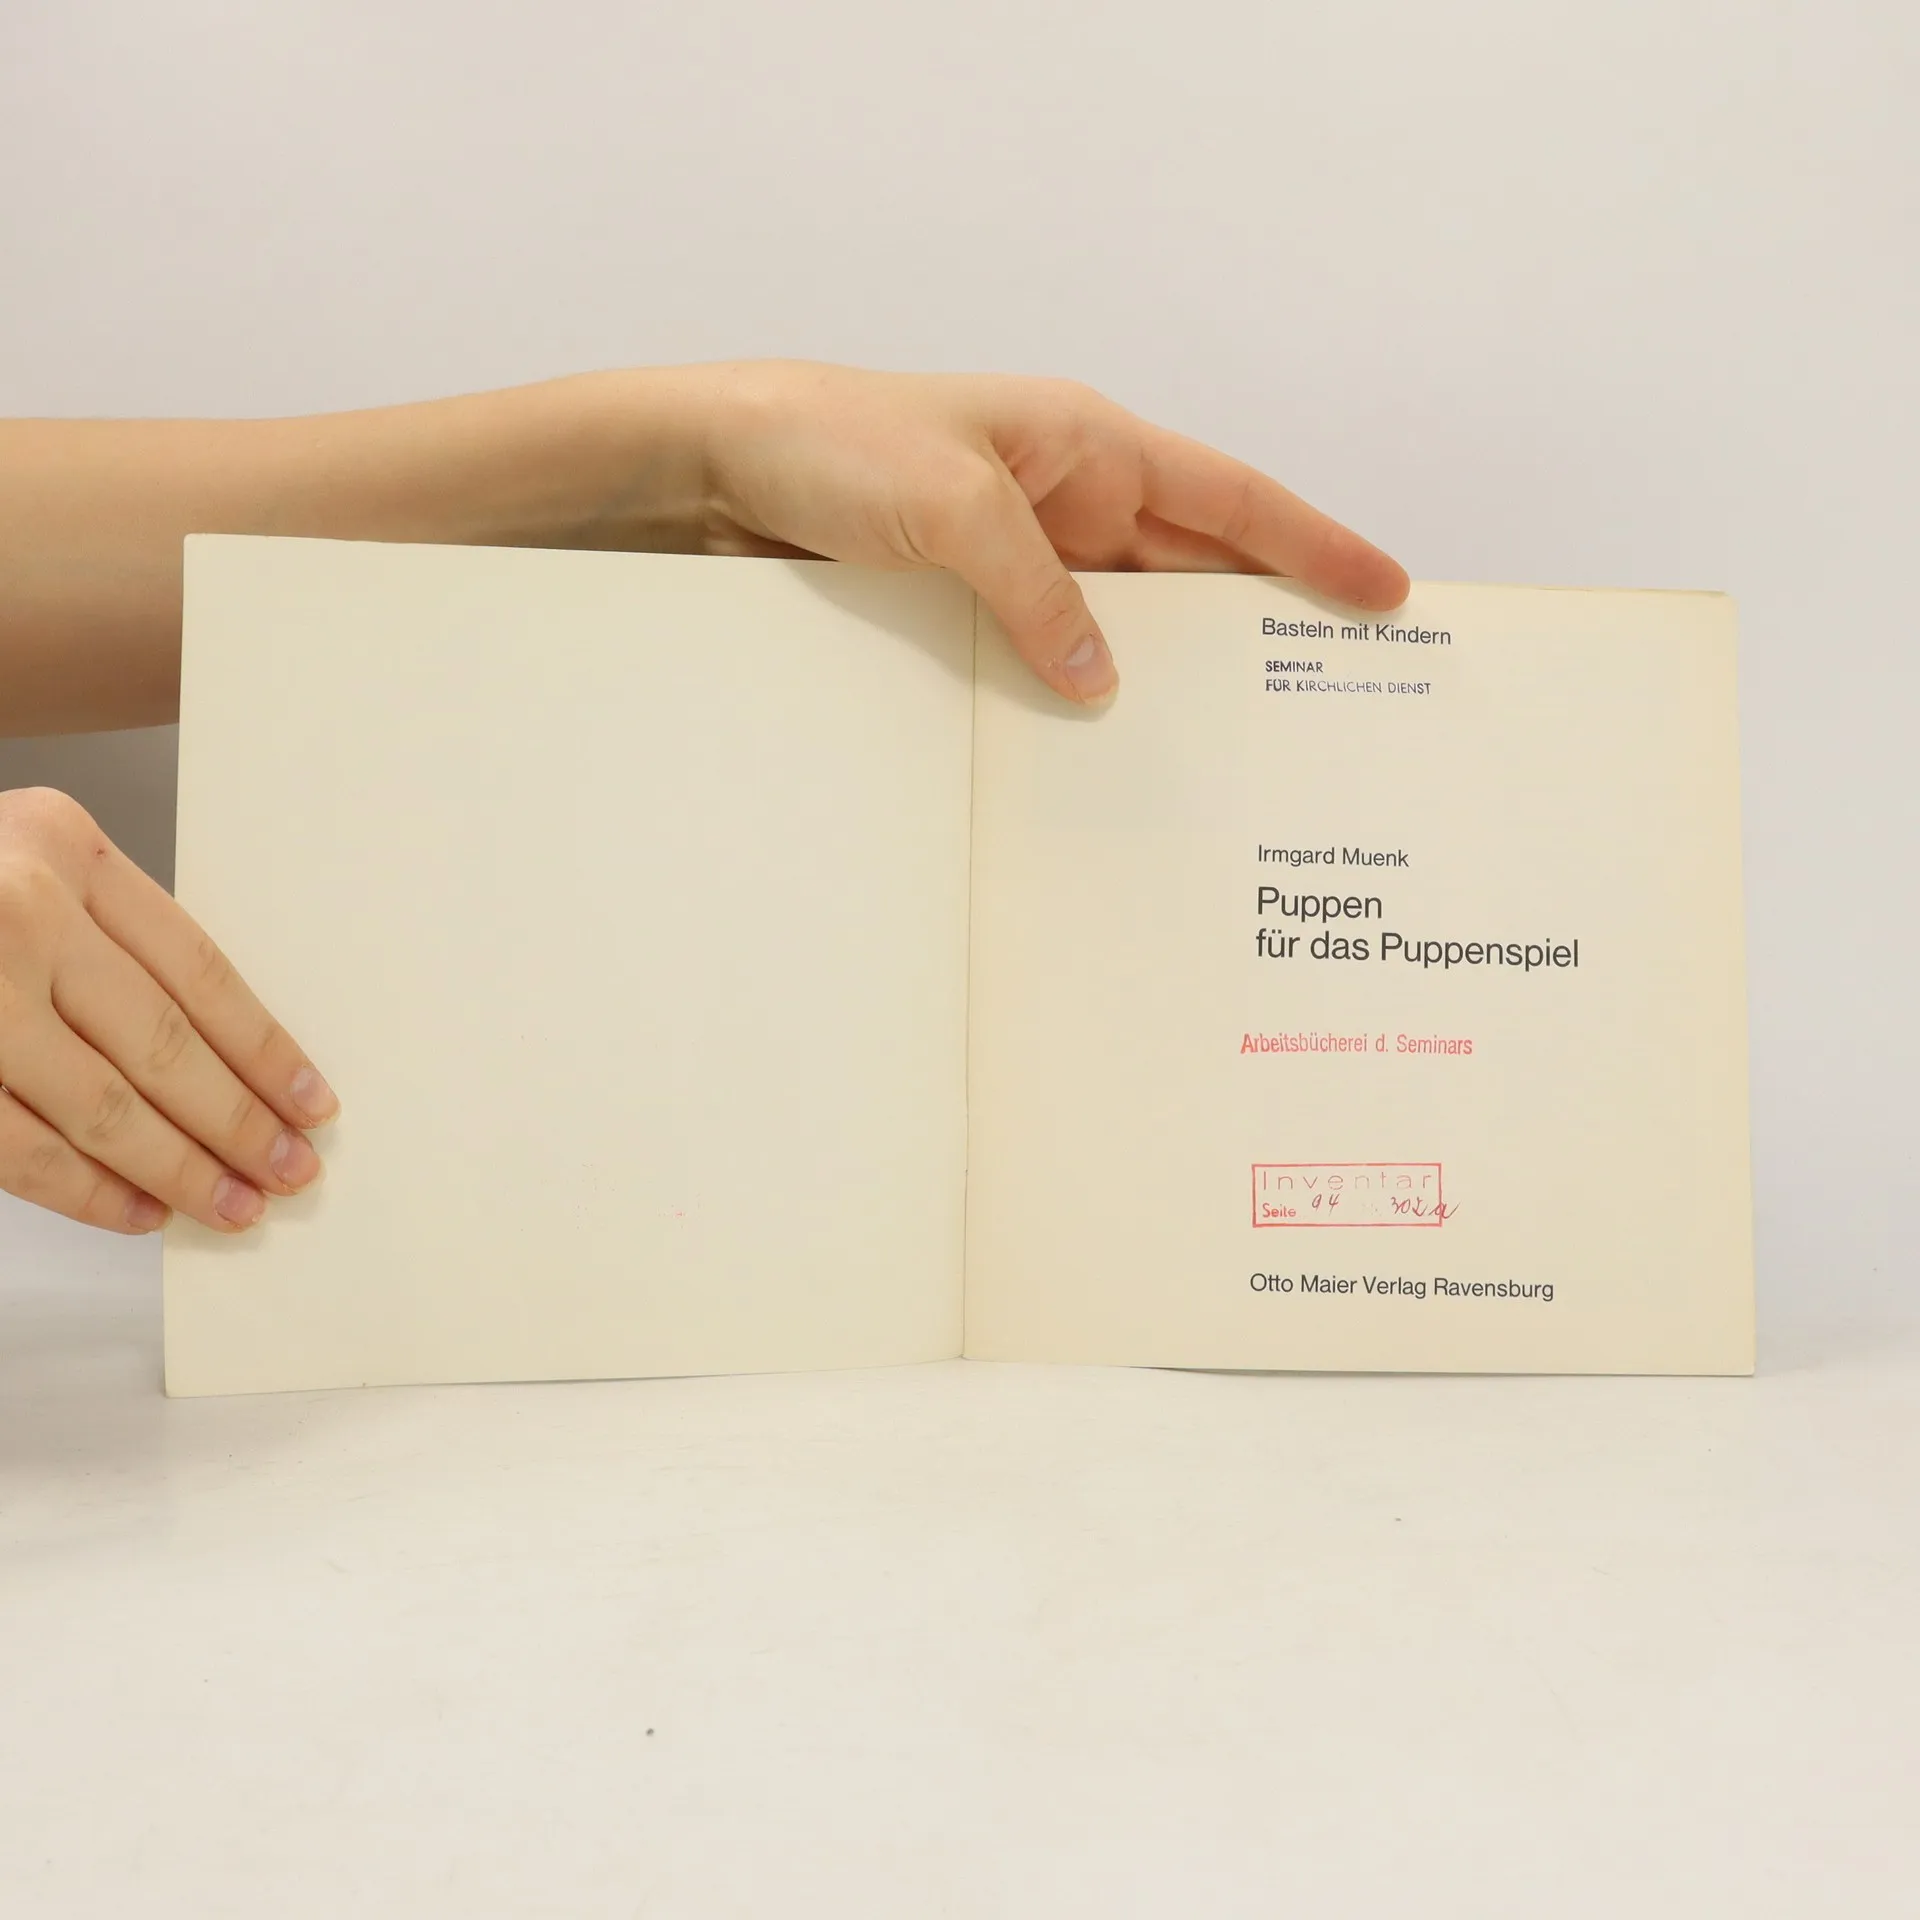 Basteln mit Kindern
SEMINAR
FÜR KIRCHLICHEN DIENST
Irmgard Muenk
Puppen
für das Puppenspiel
Arbeitsbücherei d. Seminars
Inventar
Seite 94 302a
Otto Maier Verlag Ravensburg